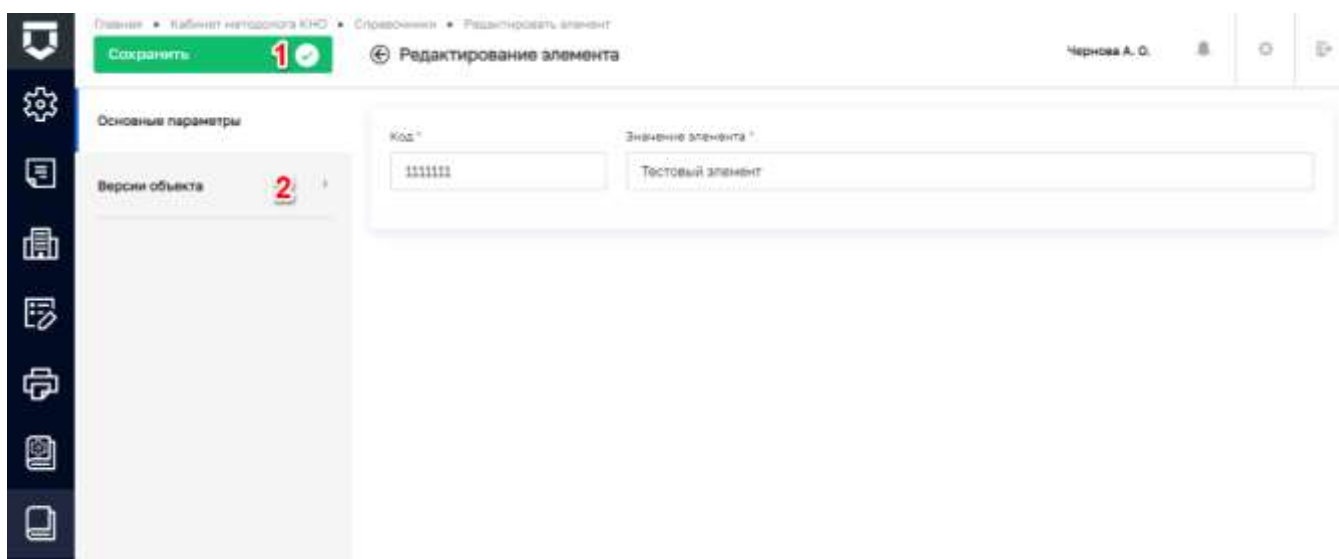 Главная • Кабинет методолога КНО • Справочники • Редактировать элемент
Сохранить 1
Редактирование элемента
Чернова А. О.
Основные параметры
Версии объекта 2
Код *
Значение элемента *
1111111
Тестовый элемент